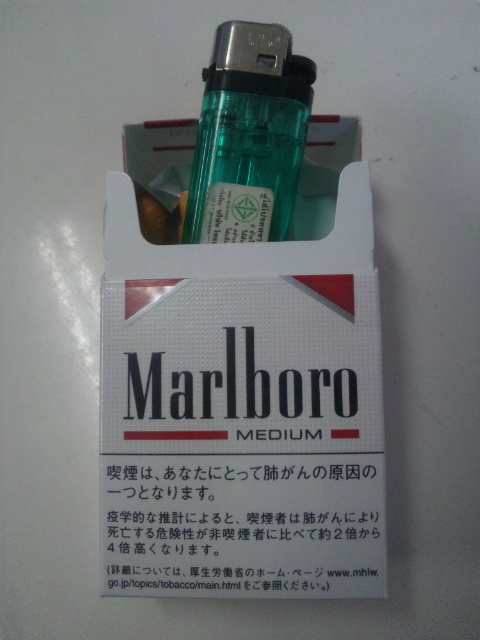 Marlboro
MEDIUM
喫煙は、あなたにとって肺がんの原因の
一つとなります。
疫学的な推計によると、喫煙者は肺がんにより
死亡する危険性が非喫煙者に比べて約2倍から
4倍高くなります。
(詳細については、厚生労働省のホーム・ページ www.mhlw.
go.jp/topics/tobacco/main.html をご参照ください。)